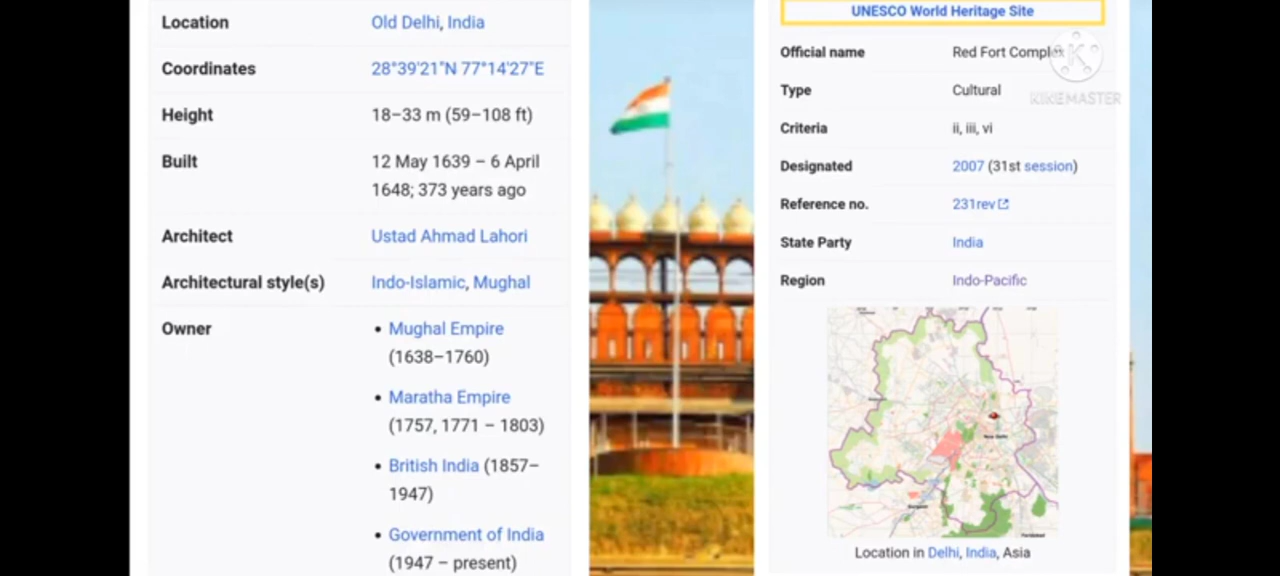 Location Old Delhi, India
Coordinates 28°39'21"N 77°14'27"E
Height 18–33 m (59–108 ft)
Built 12 May 1639 – 6 April
1648; 373 years ago
Architect Ustad Ahmad Lahori
Architectural style(s) Indo-Islamic, Mughal
Owner • Mughal Empire
(1638–1760)
• Maratha Empire
(1757, 1771 – 1803)
• British India (1857–
1947)
• Government of India
(1947 – present)
UNESCO World Heritage Site
Official name Red Fort Complex
Type Cultural
Criteria ii, iii, vi
Designated 2007 (31st session)
Reference no. 231rev
State Party India
Region Indo-Pacific
New Delhi
Location in Delhi, India, Asia
K
KINEMASTER